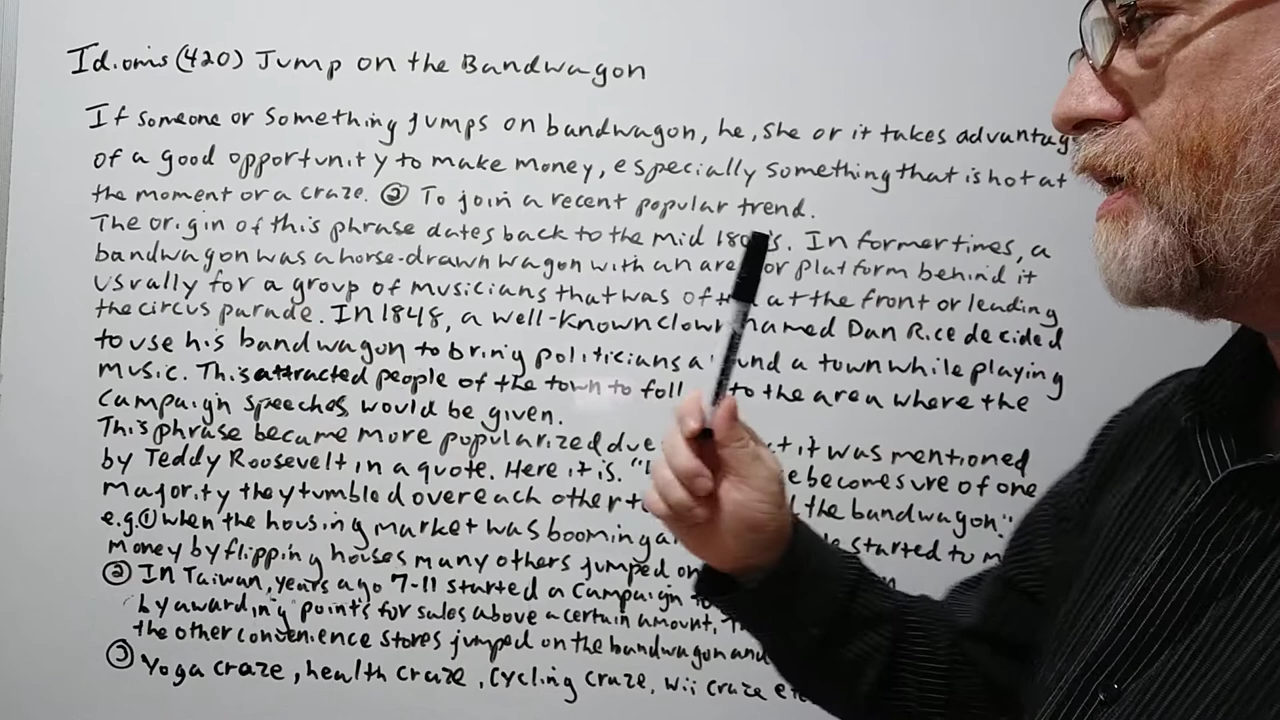 Idioms (420) Jump on the Bandwagon
If someone or something jumps on bandwagon, he, she or it takes
of a good opportunity to make money, especially something that is hot at
the moment or a craze. ② To join a recent popular trend.
The origin of this phrase dates back to the mid In former times, a
bandwagon was a horse-drawn wagon with an or platform behind it
usually for a group of musicians that was at the front or leading
the circus parade. In 1848, a well-known named Dan Rice decided
to use his bandwagon to bring politicians a town while playing
music. This attracted people of the town to to the area where the
campaign speeches would be given.
This phrase became more popularized it was mentioned
by Teddy Roosevelt in a quote. Here it is. becomes sure of one
majority they tumbled over each other the bandwagon"
e.g. ① when the housing market was booming started to
money by flipping houses many others jumped on
② In Taiwan, years ago 7-11 started a campaign
by awarding points for sales above a certain amount,
the other convenience stores jumped on the bandwagon and
③ Yoga craze, health craze, cycling craze, wii craze